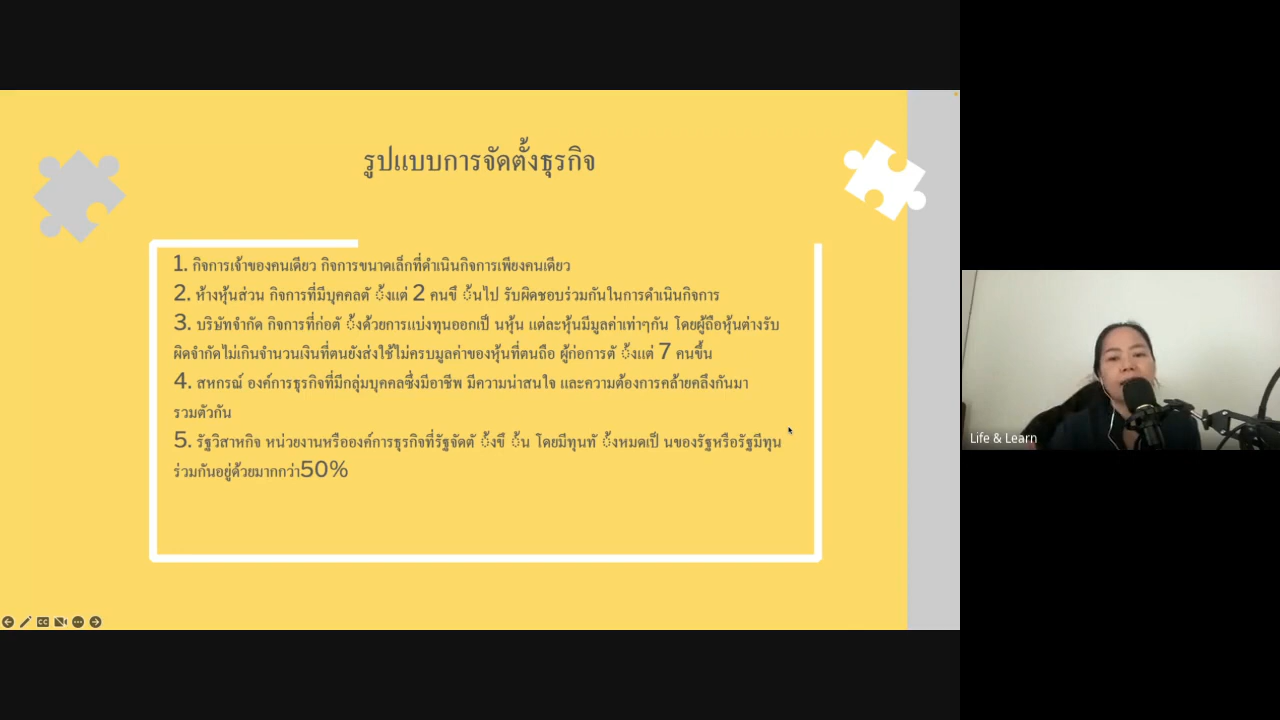 รูปแบบการจัดตั้งธุรกิจ
1. กิจการเจ้าของคนเดียว กิจการขนาดเล็กที่ดำเนินกิจการเพียงคนเดียว
2. ห้างหุ้นส่วน กิจการที่มีบุคคลตั ้งแต่ 2 คนขึ ้นไป รับผิดชอบร่วมกันในการดำเนินกิจการ
3. บริษัทจำกัด กิจการที่ก่อตั ้งด้วยการแบ่งทุนออกเป็ นหุ้น แต่ละหุ้นมีมูลค่าเท่าๆกัน โดยผู้ถือหุ้นต่างรับ
ผิดจำกัดไม่เกินจำนวนเงินที่ตนยังส่งใช้ไม่ครบมูลค่าของหุ้นที่ตนถือ ผู้ก่อการตั ้งแต่ 7 คนขึ้น
4. สหกรณ์ องค์การธุรกิจที่มีกลุ่มบุคคลซึ่งมีอาชีพ มีความน่าสนใจ และความต้องการคล้ายคลึงกันมา
รวมตัวกัน
5. รัฐวิสาหกิจ หน่วยงานหรือองค์การธุรกิจที่รัฐจัดตั ้งขึ ้น โดยมีทุนทั ้งหมดเป็ นของรัฐหรือรัฐมีทุน
ร่วมกันอยู่ด้วยมากกว่า50%
Life & Learn